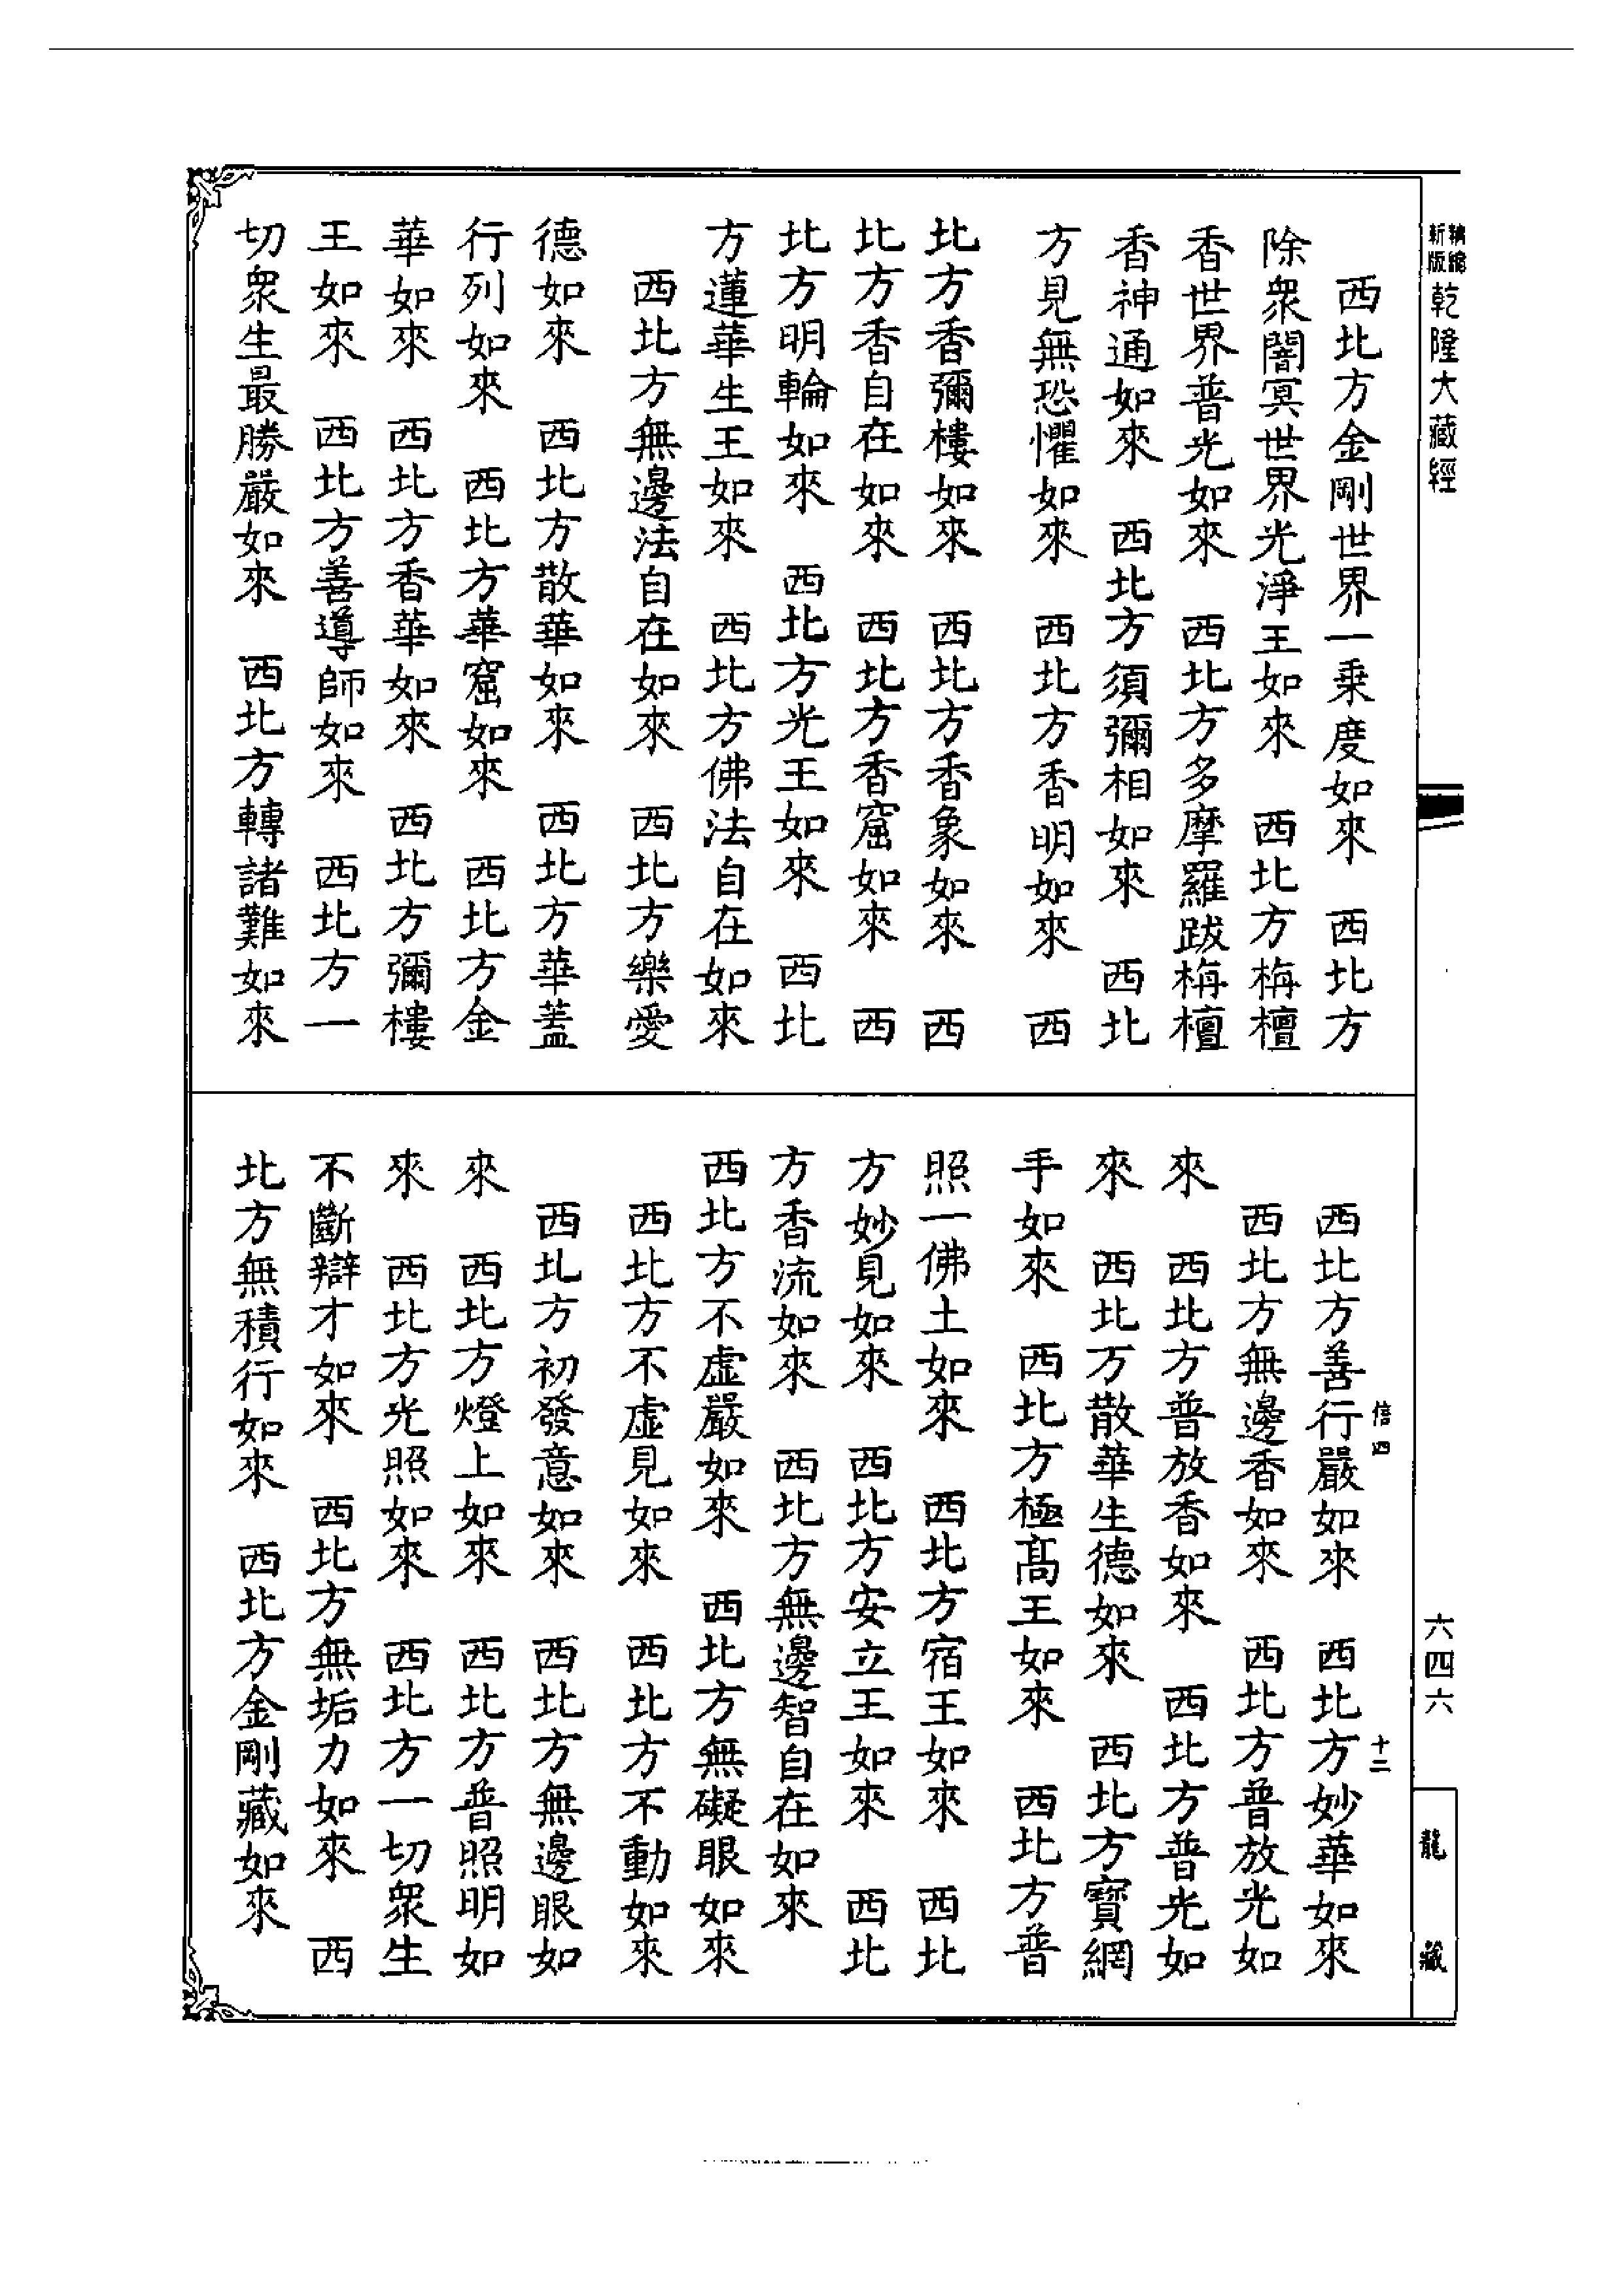 精縮
新版
乾隆大藏經
　西北方金剛世界一乘度如來　西北方
除衆闇冥世界光淨王如來　西北方栴檀
香世界普光如來　西北方多摩羅跋栴檀
香神通如來　西北方須彌相如來　西北
方見無恐懼如來　西北方香明如來　西
北方香彌樓如來　西北方香象如來　西
北方香自在如來　西北方香窟如來　西
北方明輪如來　西北方光王如來　西北
方蓮華生王如來　西北方佛法自在如來
　西北方無邊法自在如來　西北方樂愛
德如來　西北方散華如來　西北方華蓋
行列如來　西北方華窟如來　西北方金
華如來　西北方香華如來　西北方彌樓
王如來　西北方善導師如來　西北方一
切衆生最勝嚴如來　西北方轉諸難如來
　西北方善行嚴如來　西北方妙華如來
　西北方無邊香如來　西北方普放光如
來　西北方普放香如來　西北方普光如
來　西北方散華生德如來　西北方寶網
手如來　西北方極髙王如來　西北方普
照一佛土如來　西北方宿王如來　西北
方妙見如來　西北方安立王如來　西北
方香流如來　西北方無邊智自在如來
西北方不虛嚴如來　西北方無礙眼如來
　西北方不虛見如來　西北方不動如來
　西北方初發意如來　西北方無邊眼如
來　西北方燈上如來　西北方普照明如
來　西北方光照如來　西北方一切衆生
不斷辯才如來　西北方無垢力如來　西
北方無積行如來　西北方金剛藏如來
信四
十二
六四六
龍藏